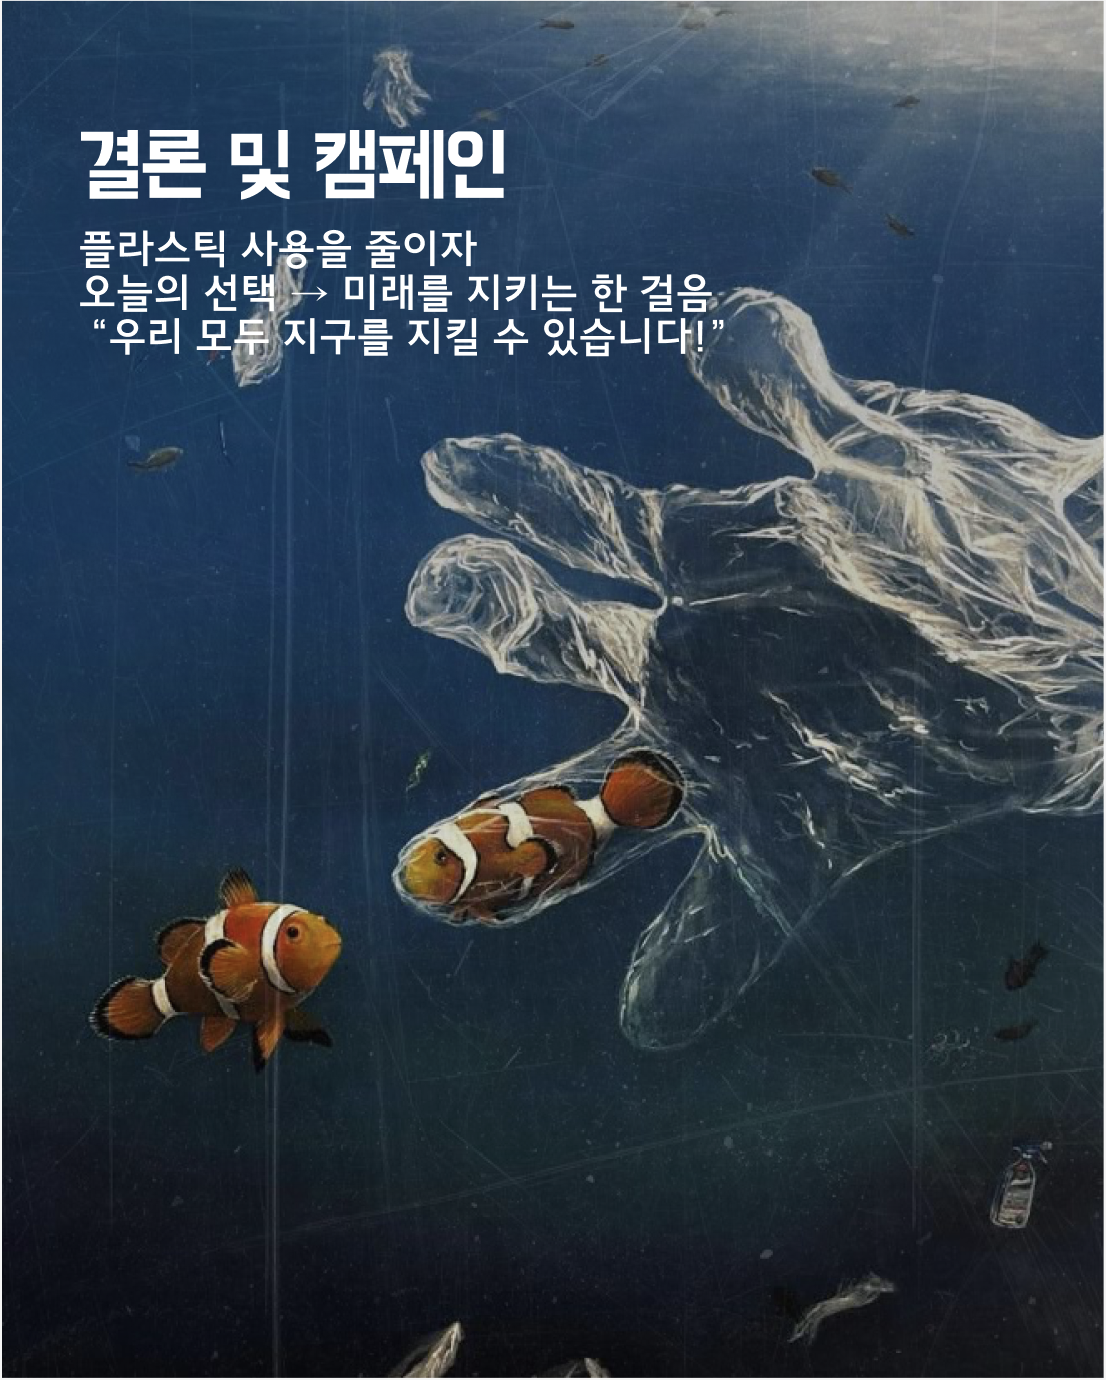 결론 및 캠페인
플라스틱 사용을 줄이자
오늘의 선택 → 미래를 지키는 한 걸음
“우리 모두 지구를 지킬 수 있습니다!”